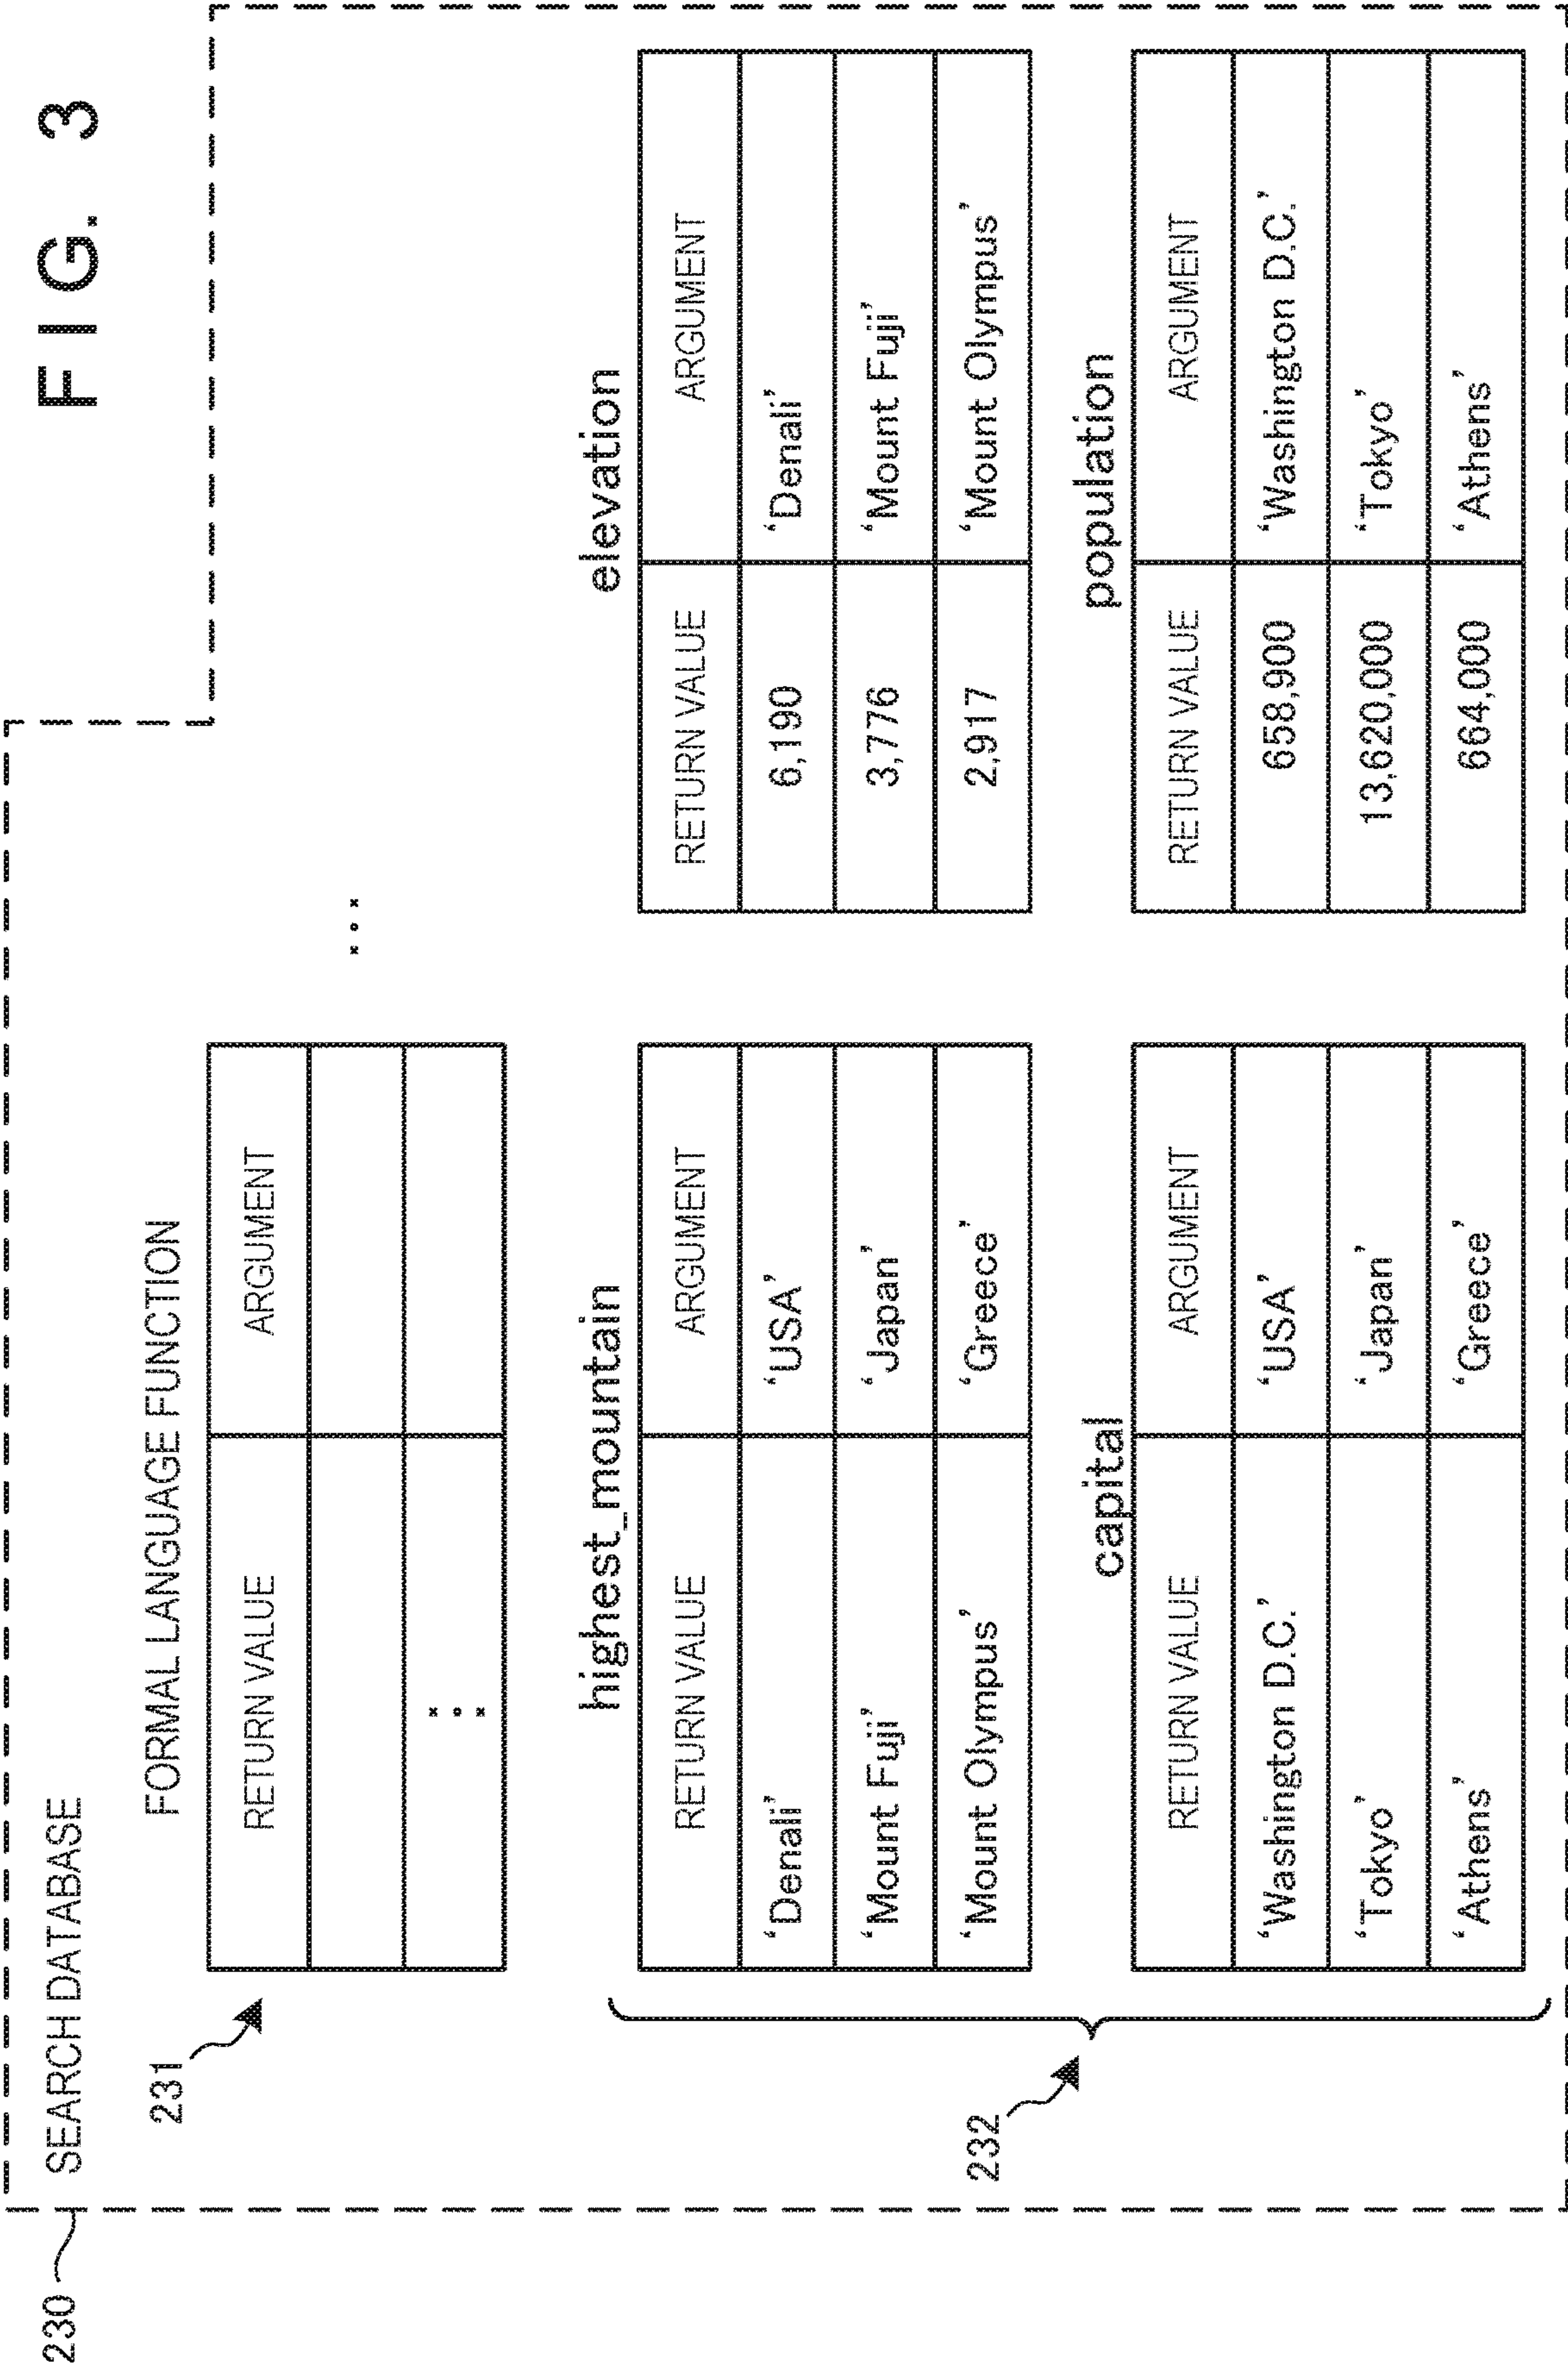 FIG. 3
230
SEARCH DATABASE
231
FORMAL LANGUAGE FUNCTION
RETURN VALUE ARGUMENT
⋮
...
232
highest_mountain
RETURN VALUE ARGUMENT
‘Denali’ ‘USA’
‘Mount Fuji’ ‘Japan’
‘Mount Olympus’ ‘Greece’
elevation
RETURN VALUE ARGUMENT
6,190 ‘Denali’
3,776 ‘Mount Fuji’
2,917 ‘Mount Olympus’
capital
RETURN VALUE ARGUMENT
‘Washington D.C.’ ‘USA’
‘Tokyo’ ‘Japan’
‘Athens’ ‘Greece’
population
RETURN VALUE ARGUMENT
658,900 ‘Washington D.C.’
13,620,000 ‘Tokyo’
664,000 ‘Athens’